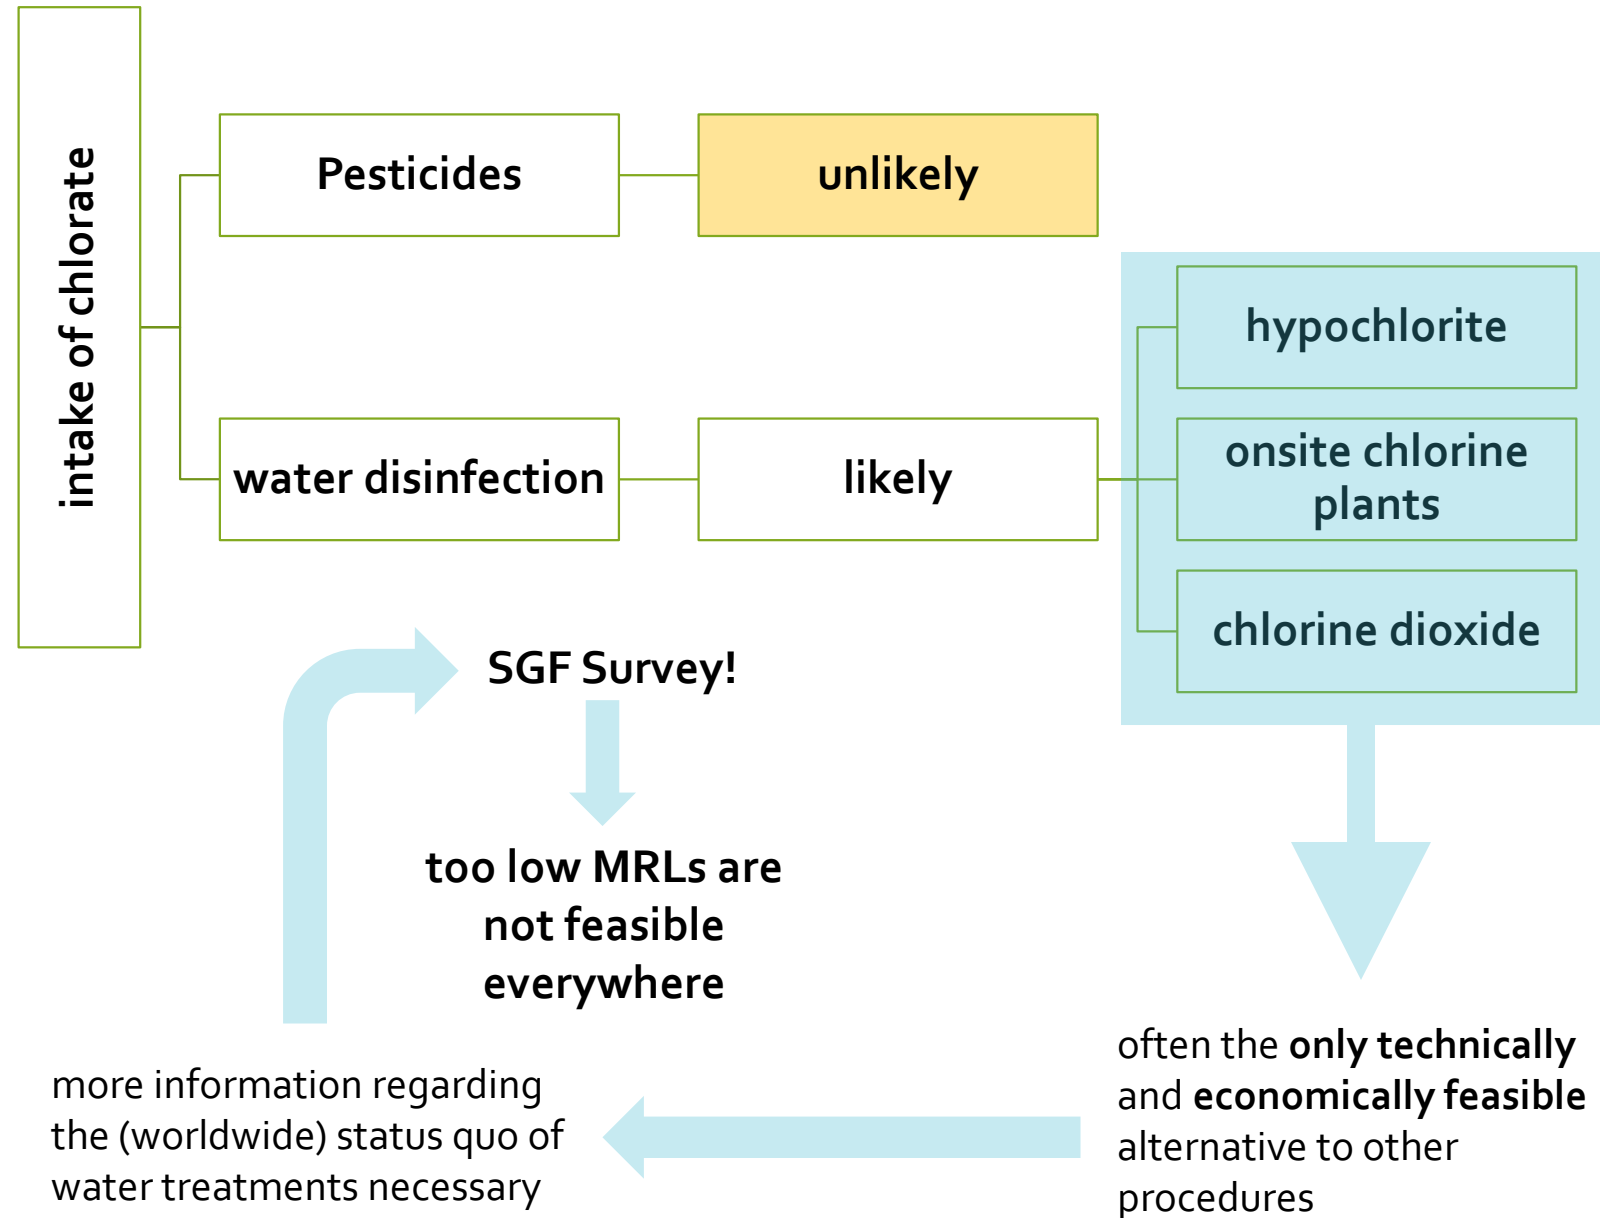 intake of chlorate
Pesticides
unlikely
water disinfection
likely
hypochlorite
onsite chlorine
plants
chlorine dioxide
SGF Survey!
too low MRLs are
not feasible
everywhere
often the only technically
and economically feasible
alternative to other
procedures
more information regarding
the (worldwide) status quo of
water treatments necessary